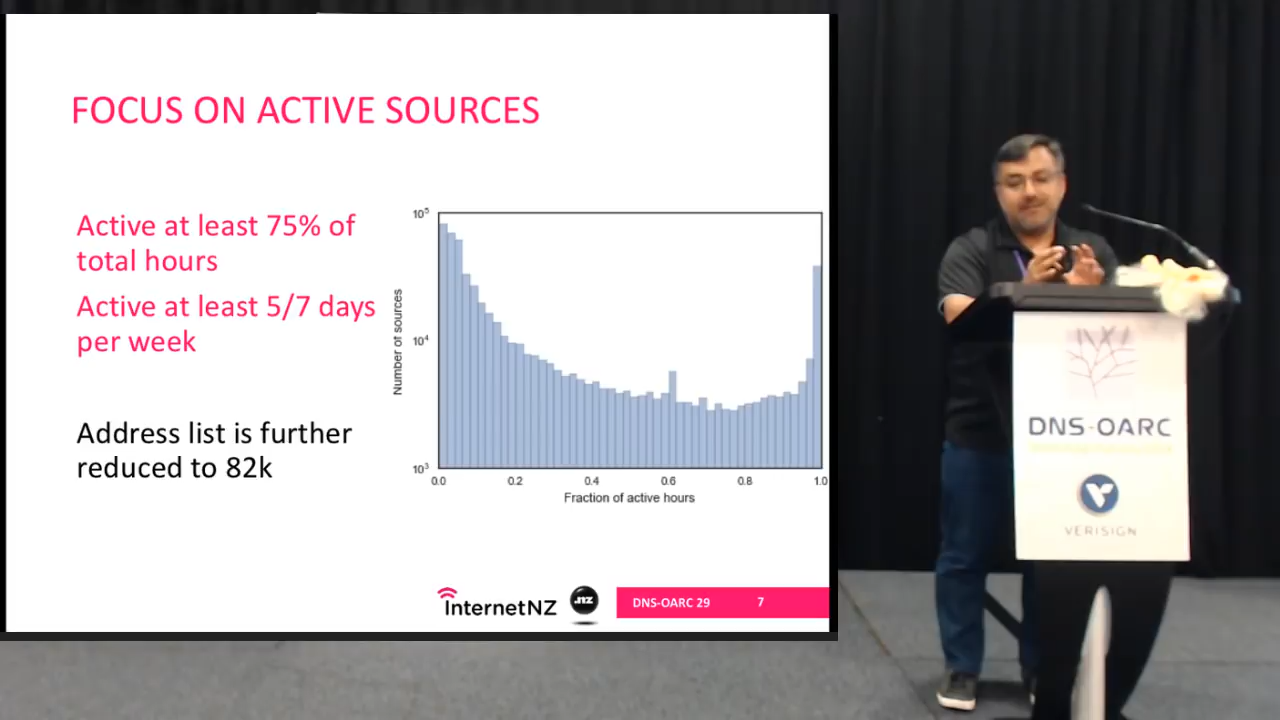 FOCUS ON ACTIVE SOURCES
Active at least 75% of
total hours
Active at least 5/7 days
per week
Address list is further
reduced to 82k
Number of sources
10^5
10^4
10^3
0.0 0.2 0.4 0.6 0.8 1.0
Fraction of active hours
InternetNZ
.nz
DNS-OARC 29 7
DNS-OARC
VERISIGN